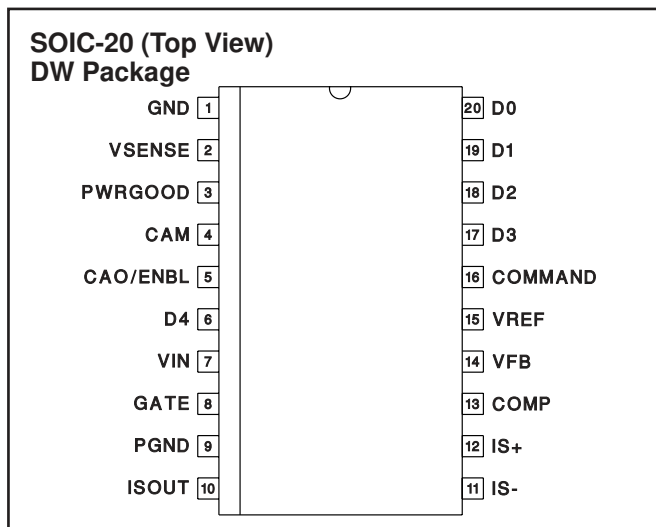 SOIC-20 (Top View)
DW Package
GND 1
VSENSE 2
PWRGOOD 3
CAM 4
CAO/ENBL 5
D4 6
VIN 7
GATE 8
PGND 9
ISOUT 10
20 D0
19 D1
18 D2
17 D3
16 COMMAND
15 VREF
14 VFB
13 COMP
12 IS+
11 IS-